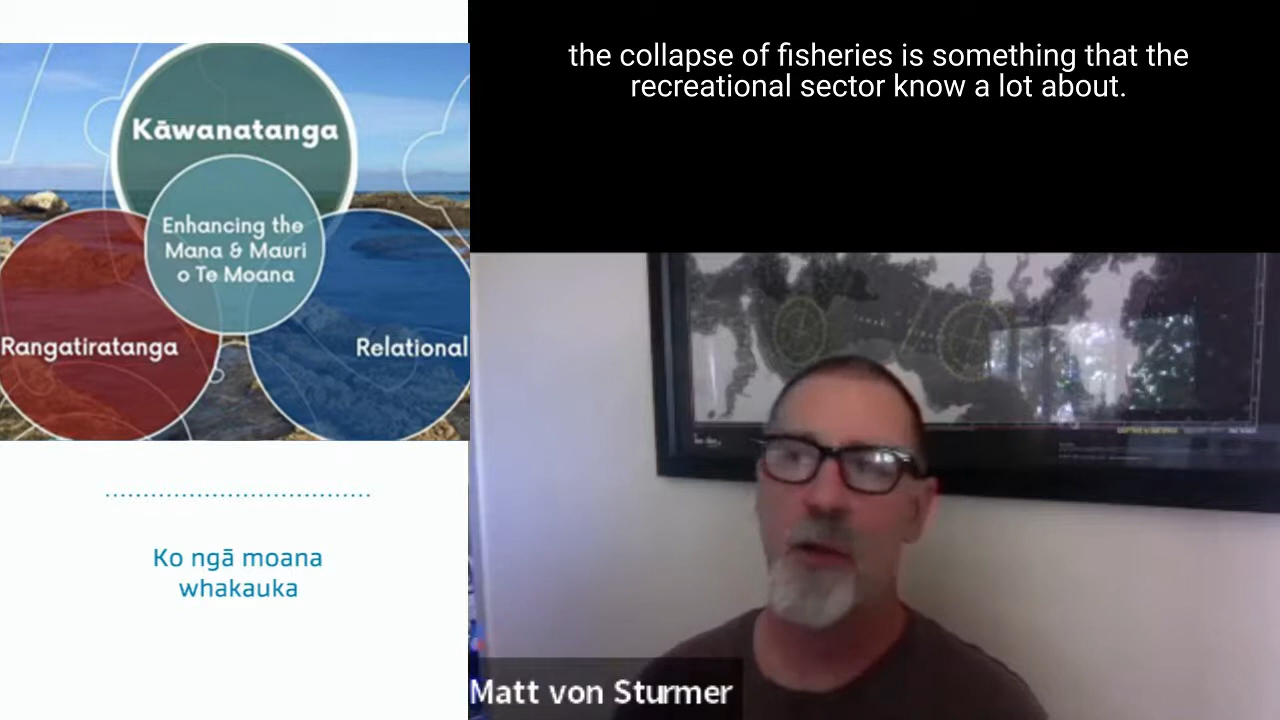 Kāwanatanga
Enhancing the
Mana & Mauri
o Te Moana
Rangatiratanga
Relational
Ko ngā moana
whakauka
the collapse of fisheries is something that the
recreational sector know a lot about.
Matt von Sturmer